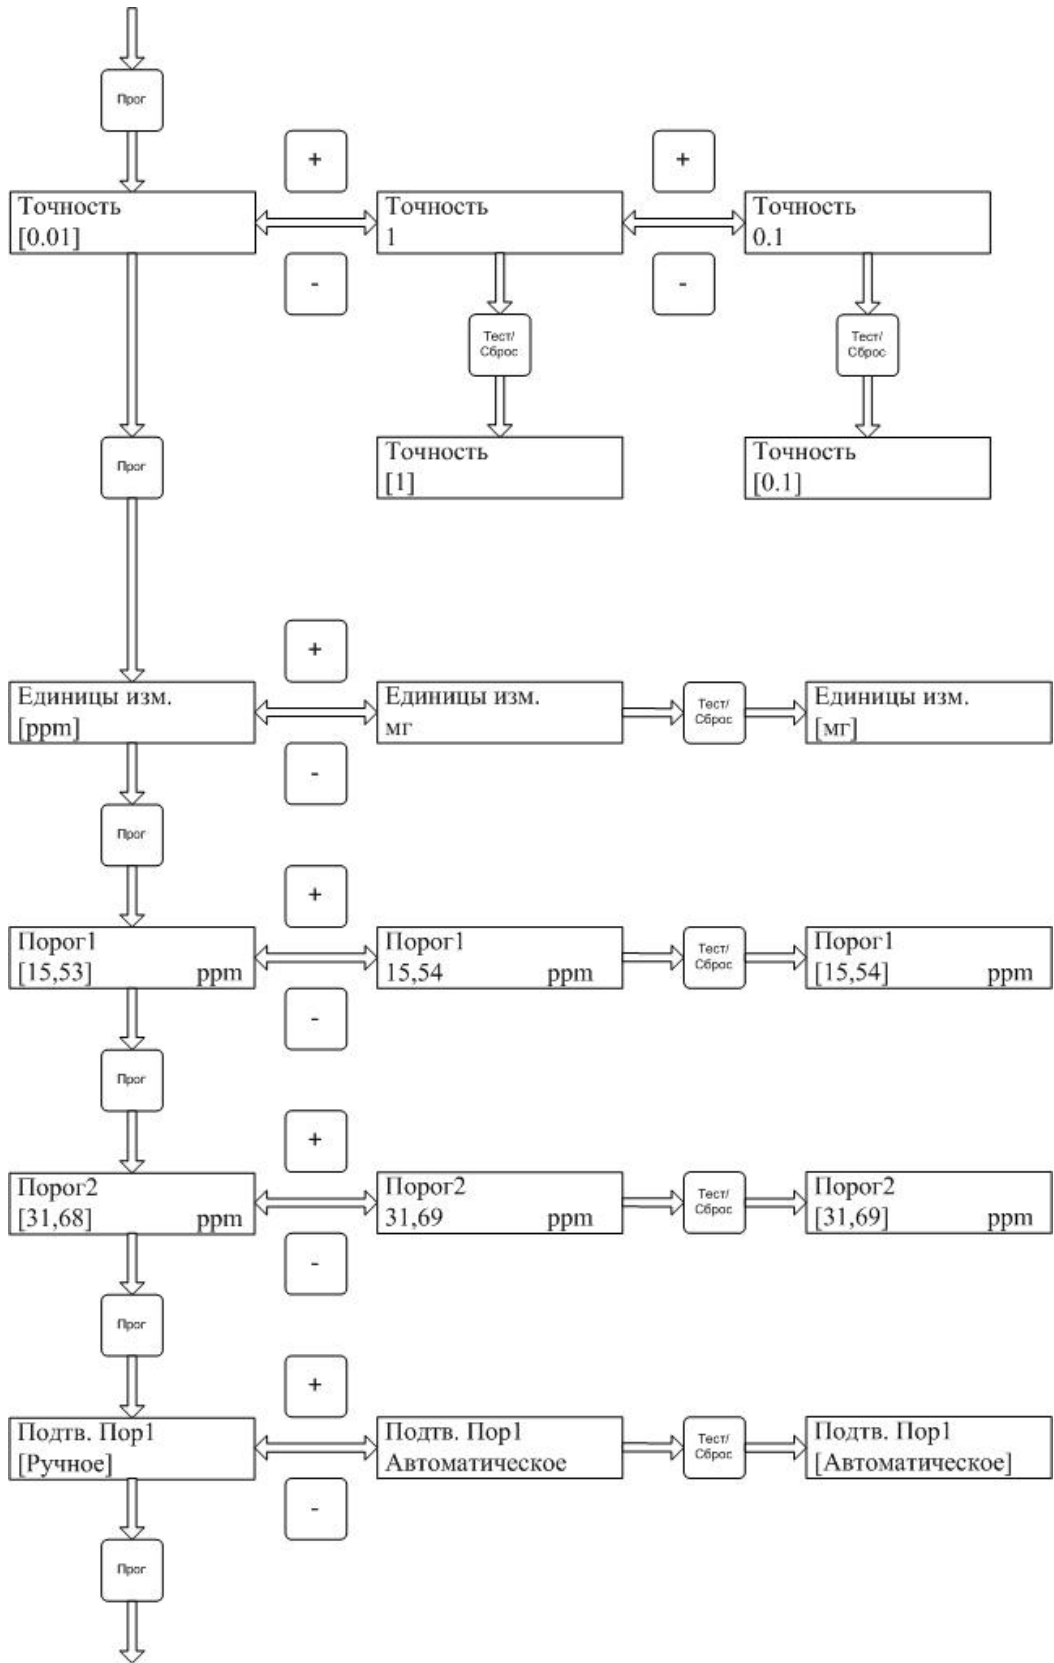 Прог
+
+
Точность
[0.01]
Точность
1
Точность
0.1
-
-
Тест/
Сброс
Тест/
Сброс
Прог
Точность
[1]
Точность
[0.1]
+
Единицы изм.
[ppm]
Единицы изм.
мг
Тест/
Сброс
Единицы изм.
[мг]
-
Прог
+
Порог1
[15,53] ppm
Порог1
15,54 ppm
Тест/
Сброс
Порог1
[15,54] ppm
-
Прог
+
Порог2
[31,68] ppm
Порог2
31,69 ppm
Тест/
Сброс
Порог2
[31,69] ppm
-
Прог
+
Подтв. Пор1
[Ручное]
Подтв. Пор1
Автоматическое
Тест/
Сброс
Подтв. Пор1
[Автоматическое]
-
Прог